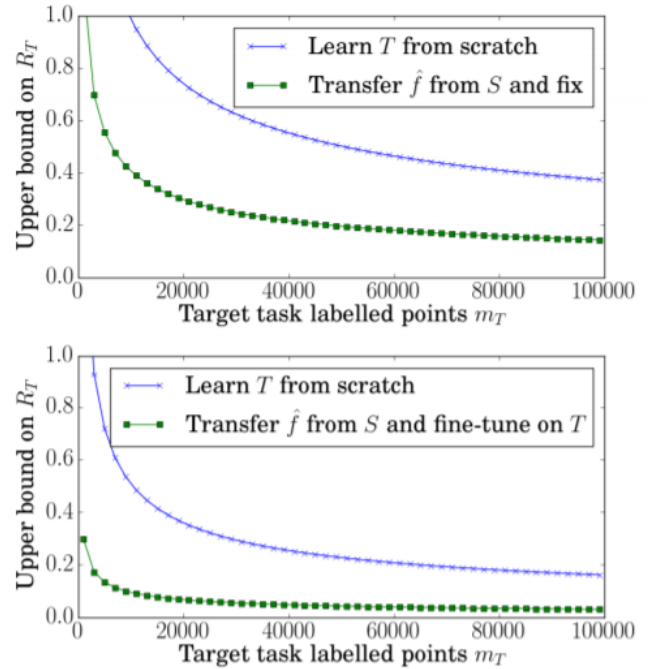 1.0
0.8
0.6
0.4
0.2
0.0
Upper bound on $R_T$
Learn $T$ from scratch
Transfer $\hat{f}$ from $S$ and fix
20000 40000 60000 80000 100000
Target task labelled points $m_T$
1.0
0.8
0.6
0.4
0.2
0.0
Upper bound on $R_T$
Learn $T$ from scratch
Transfer $\hat{f}$ from $S$ and fine-tune on $T$
0 20000 40000 60000 80000 100000
Target task labelled points $m_T$